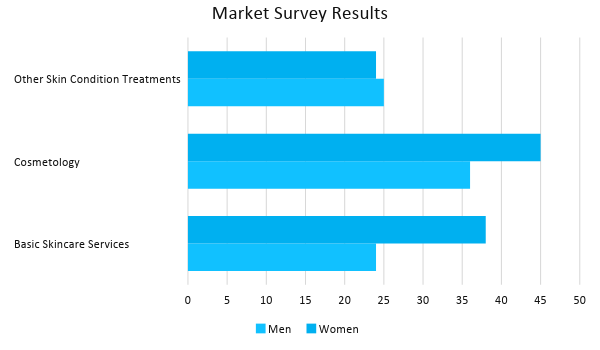 Market Survey Results
Other Skin Condition Treatments
Cosmetology
Basic Skincare Services
0 5 10 15 20 25 30 35 40 45 50
Men Women